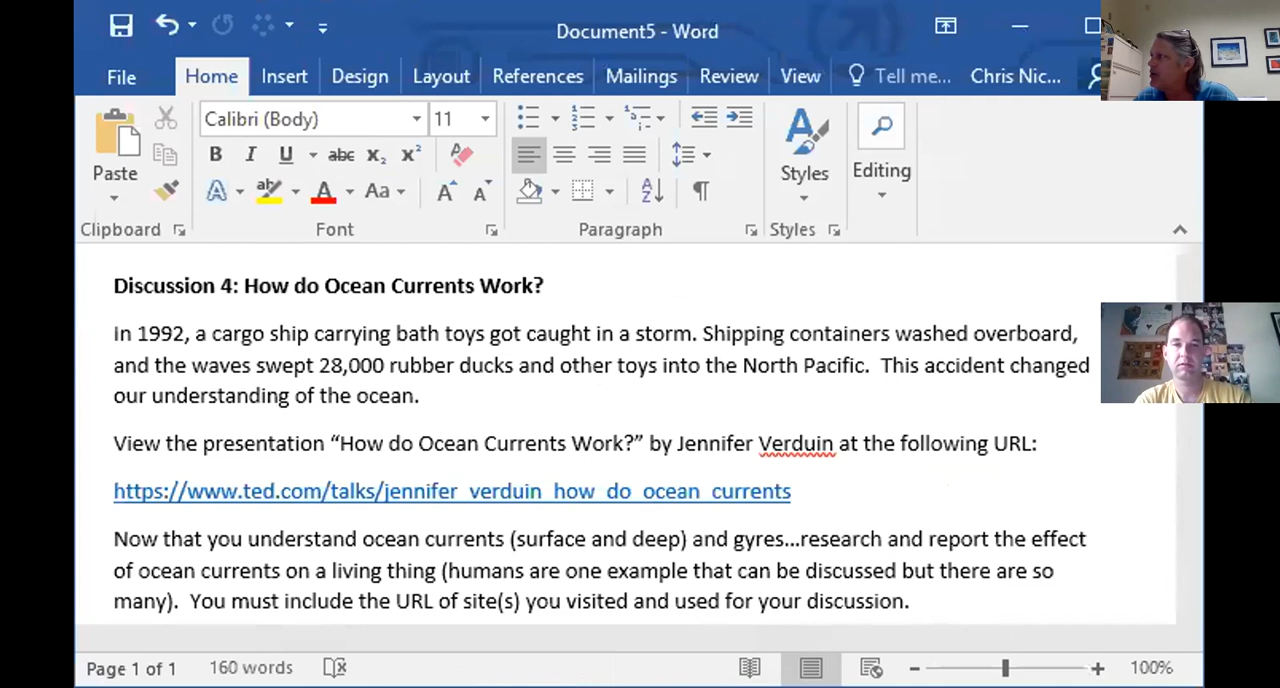 Document5 - Word
File Home Insert Design Layout References Mailings Review View Tell me... Chris Nic...
Calibri (Body) 11
Paste
Styles
Editing
Clipboard Font Paragraph Styles
Discussion 4: How do Ocean Currents Work?
In 1992, a cargo ship carrying bath toys got caught in a storm. Shipping containers washed overboard,
and the waves swept 28,000 rubber ducks and other toys into the North Pacific.  This accident changed
our understanding of the ocean.
View the presentation “How do Ocean Currents Work?” by Jennifer Verduin at the following URL:
https://www.ted.com/talks/jennifer_verduin_how_do_ocean_currents
Now that you understand ocean currents (surface and deep) and gyres...research and report the effect
of ocean currents on a living thing (humans are one example that can be discussed but there are so
many).  You must include the URL of site(s) you visited and used for your discussion.
Page 1 of 1 160 words 100%